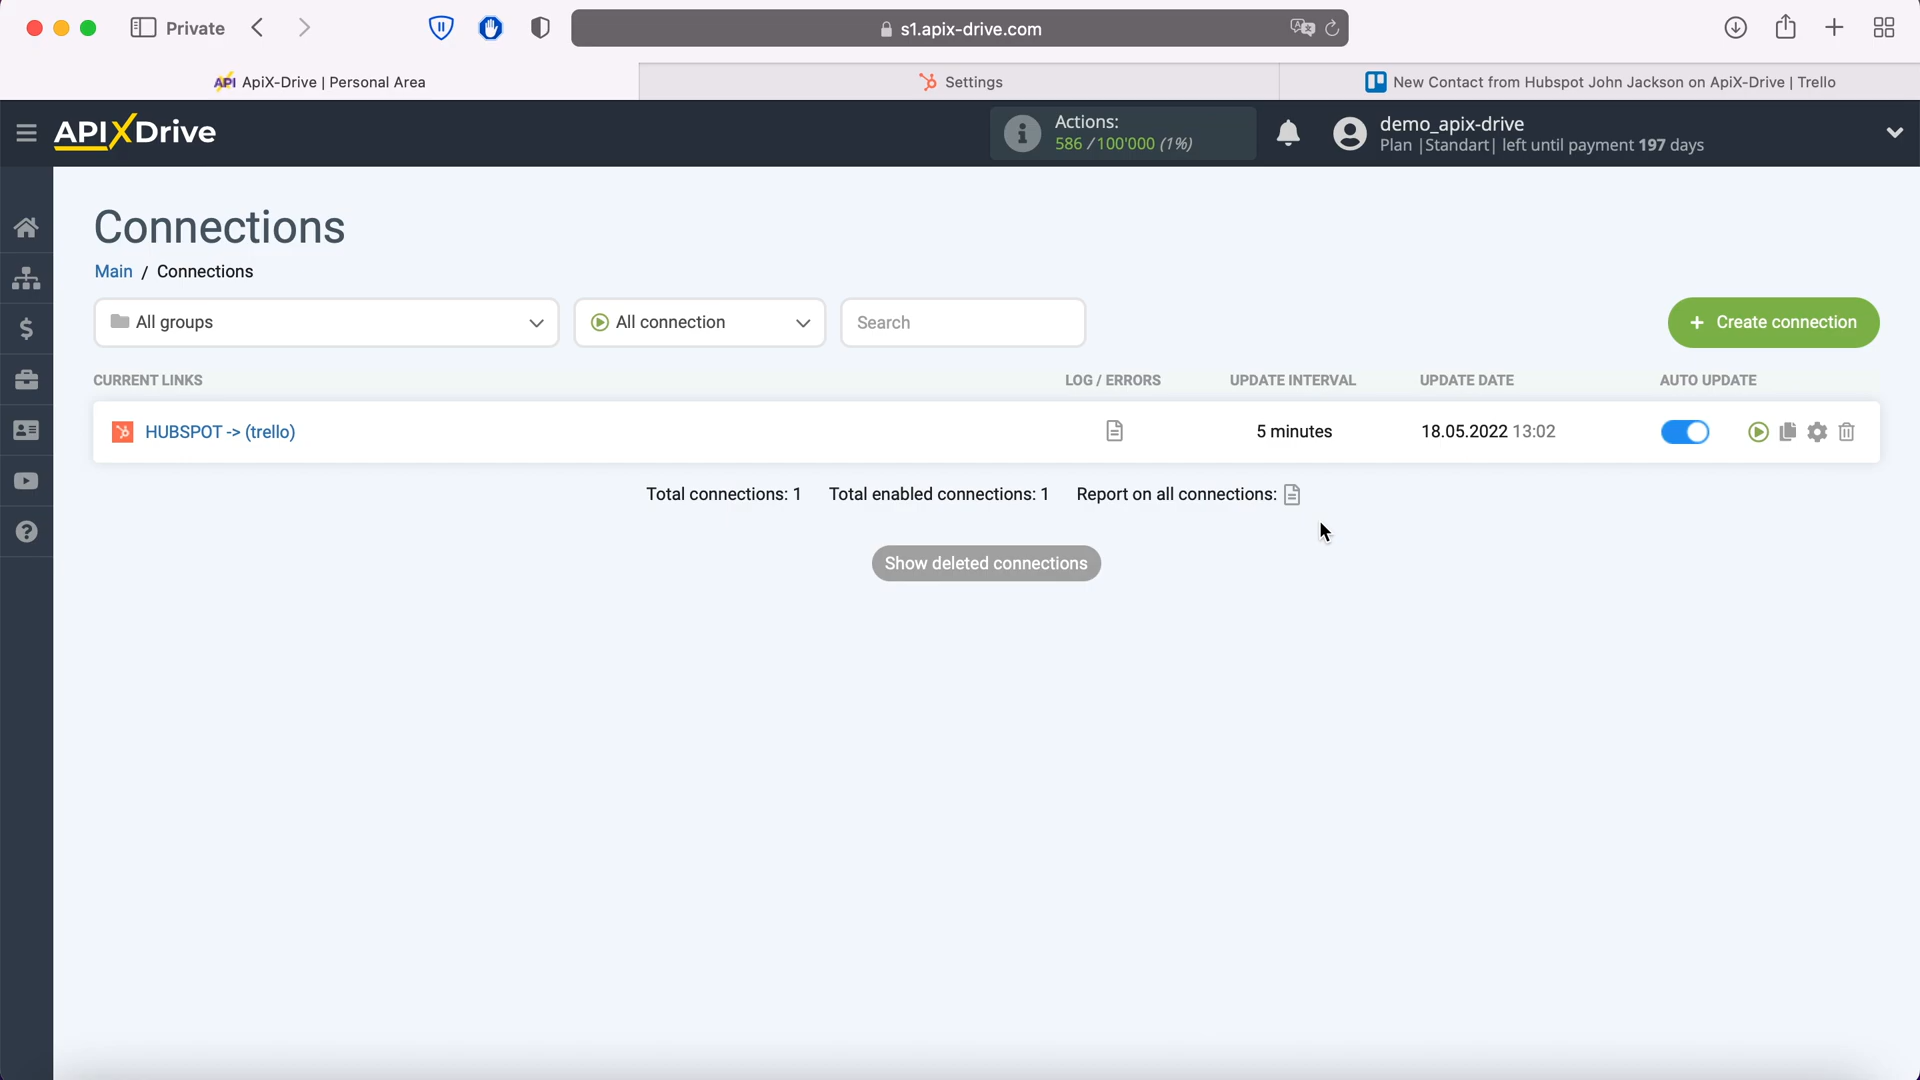 Private
s1.apix-drive.com
API ApiX-Drive | Personal Area
Settings
New Contact from Hubspot John Jackson on ApiX-Drive | Trello
APIXDrive
Actions:
586 / 100'000 (1%)
demo_apix-drive
Plan |Standart| left until payment 197 days
Connections
Main / Connections
All groups
All connection
Search
+ Create connection
CURRENT LINKS
LOG / ERRORS
UPDATE INTERVAL
UPDATE DATE
AUTO UPDATE
HUBSPOT -> (trello)
5 minutes
18.05.2022 13:02
Total connections: 1
Total enabled connections: 1
Report on all connections:
Show deleted connections